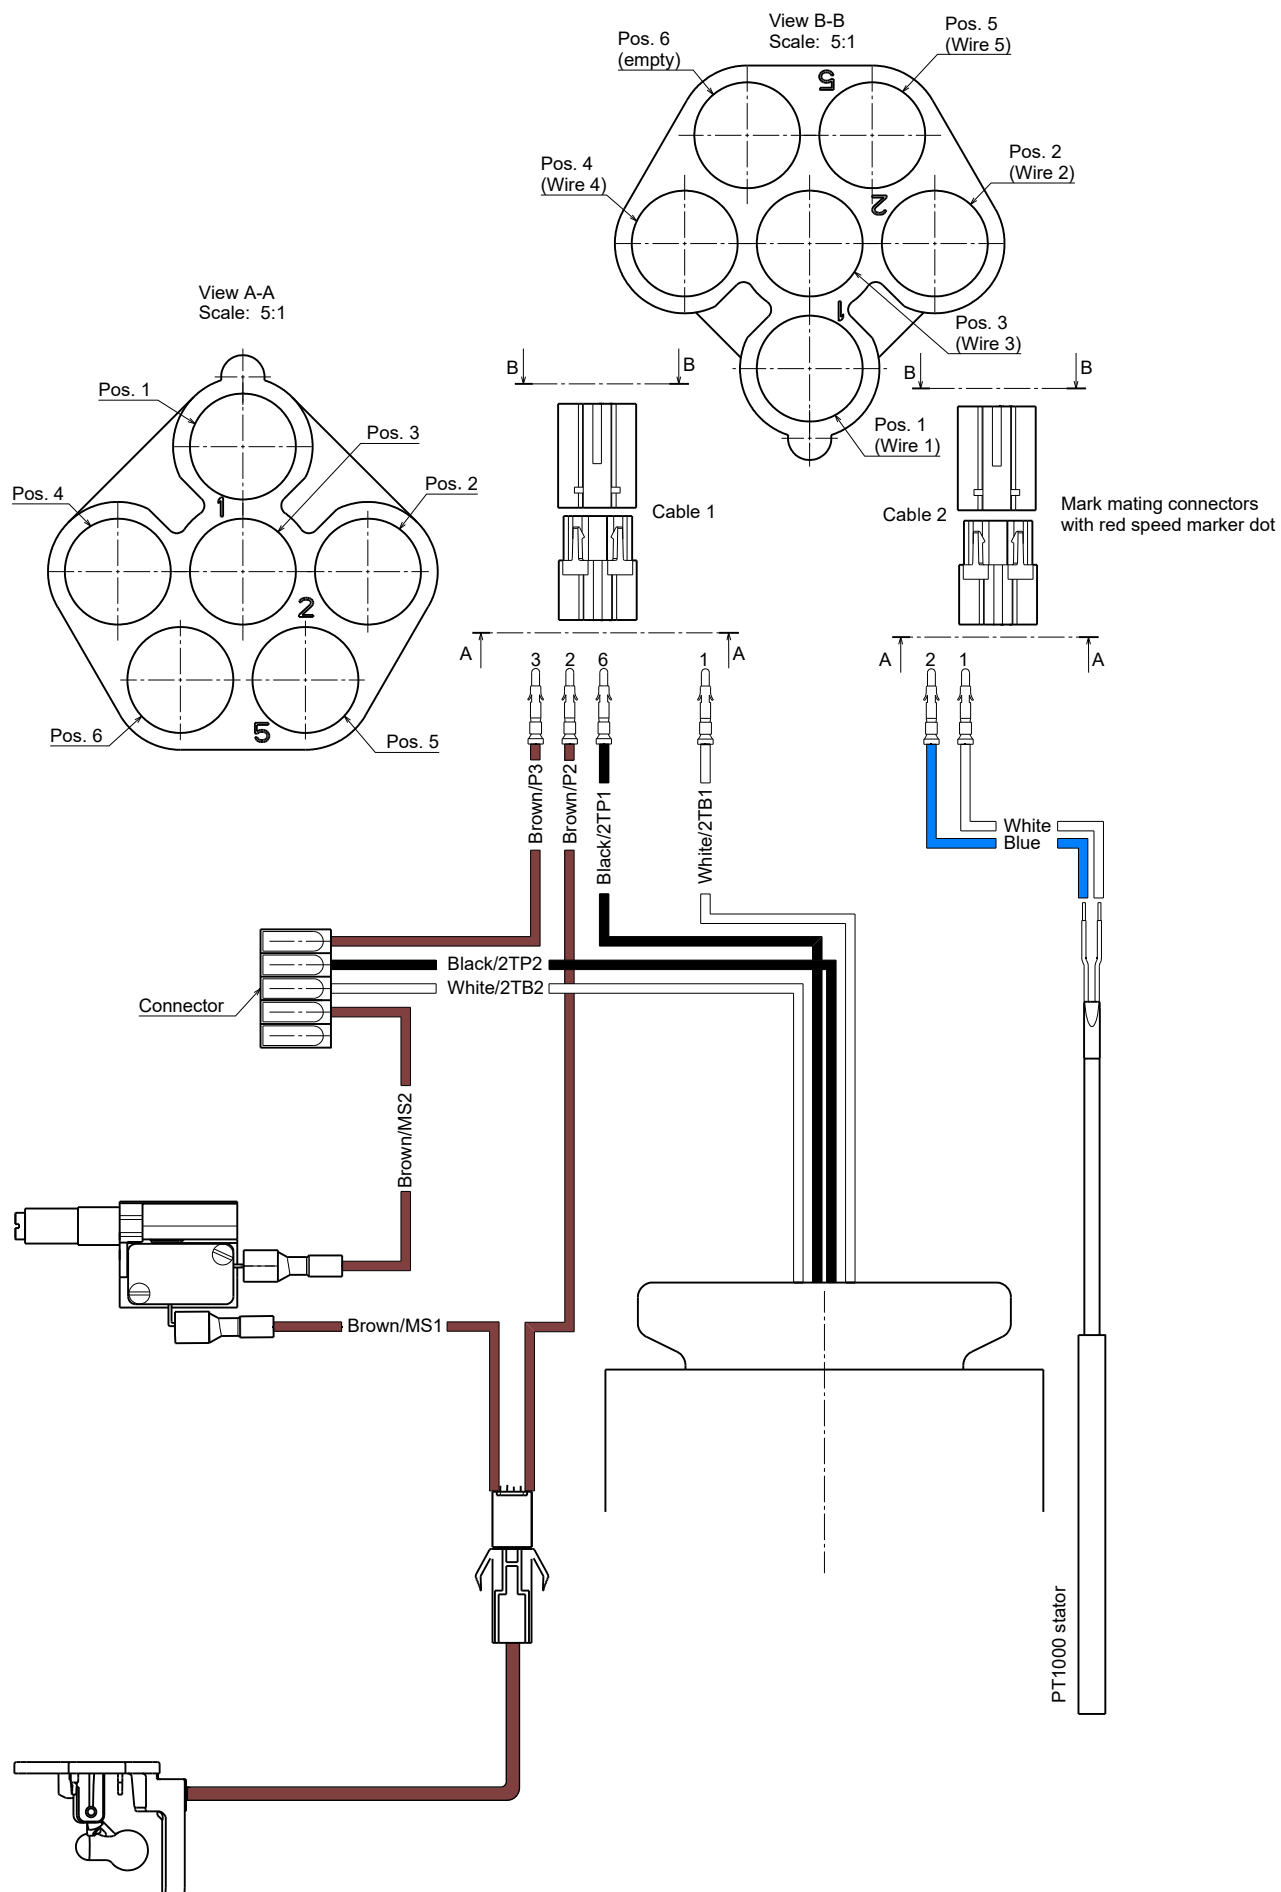 View B-B
Scale: 5:1
Pos. 6
(empty)
Pos. 5
(Wire 5)
5
Pos. 4
(Wire 4)
Pos. 2
(Wire 2)
2
Pos. 3
(Wire 3)
1
Pos. 1
(Wire 1)
View A-A
Scale: 5:1
Pos. 1
Pos. 3
Pos. 4
Pos. 2
1
2
Pos. 6
5
Pos. 5
B
B
B
B
Cable 1
Cable 2
Mark mating connectors
with red speed marker dot
A
A
A
A
3
2
6
1
2
1
Brown/P3
Brown/P2
Black/2TP1
White/2TB1
White
Blue
Black/2TP2
White/2TB2
Connector
Brown/MS2
Brown/MS1
PT1000 stator